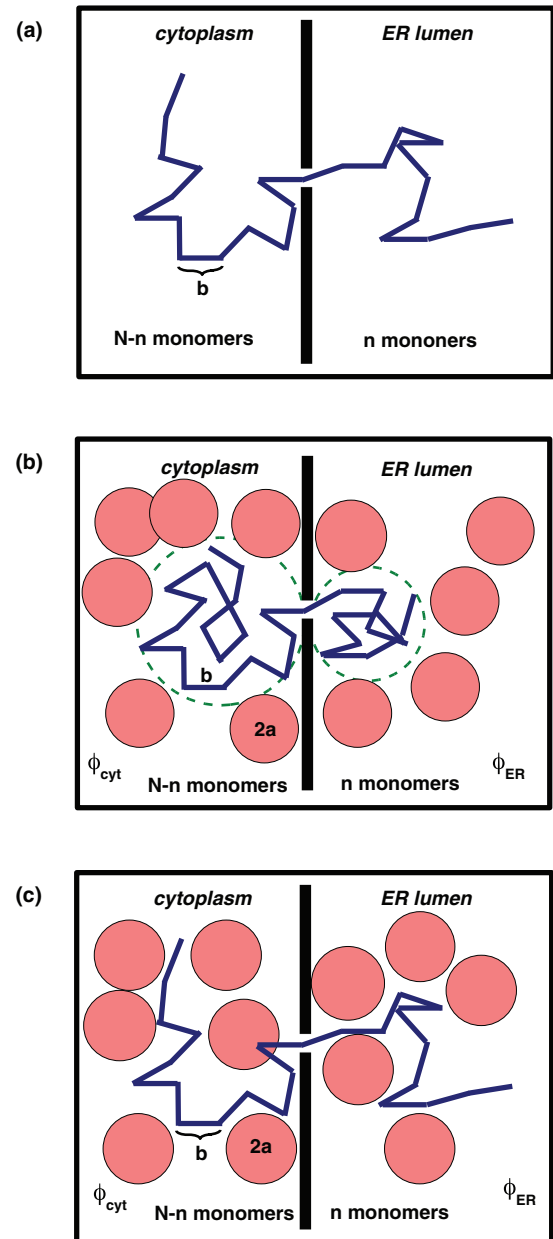 (a)
cytoplasm ER lumen
b
N-n monomers n mononers
(b)
cytoplasm ER lumen
b
2a
ϕcyt ϕER
N-n monomers n monomers
(c)
cytoplasm ER lumen
b 2a
ϕcyt ϕER
N-n monomers n monomers